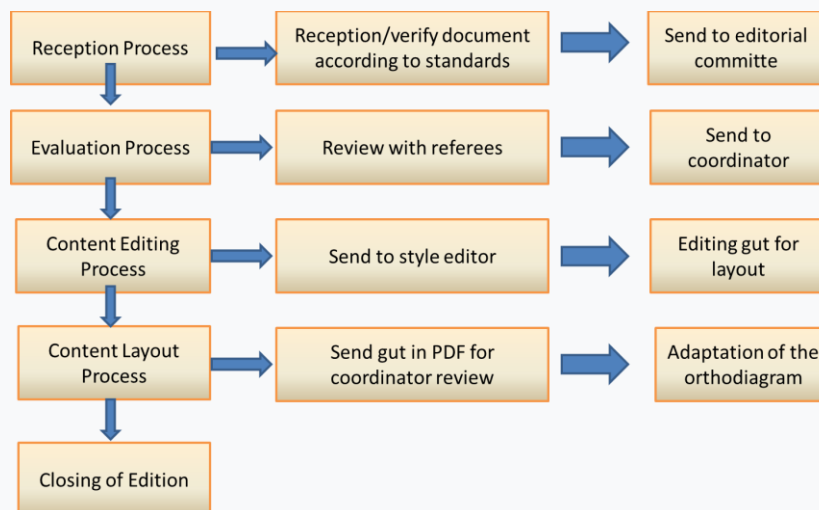 Reception Process
Reception/verify document
according to standards
Send to editorial
committe
Evaluation Process
Review with referees
Send to
coordinator
Content Editing
Process
Send to style editor
Editing gut for
layout
Content Layout
Process
Send gut in PDF for
coordinator review
Adaptation of the
orthodiagram
Closing of Edition